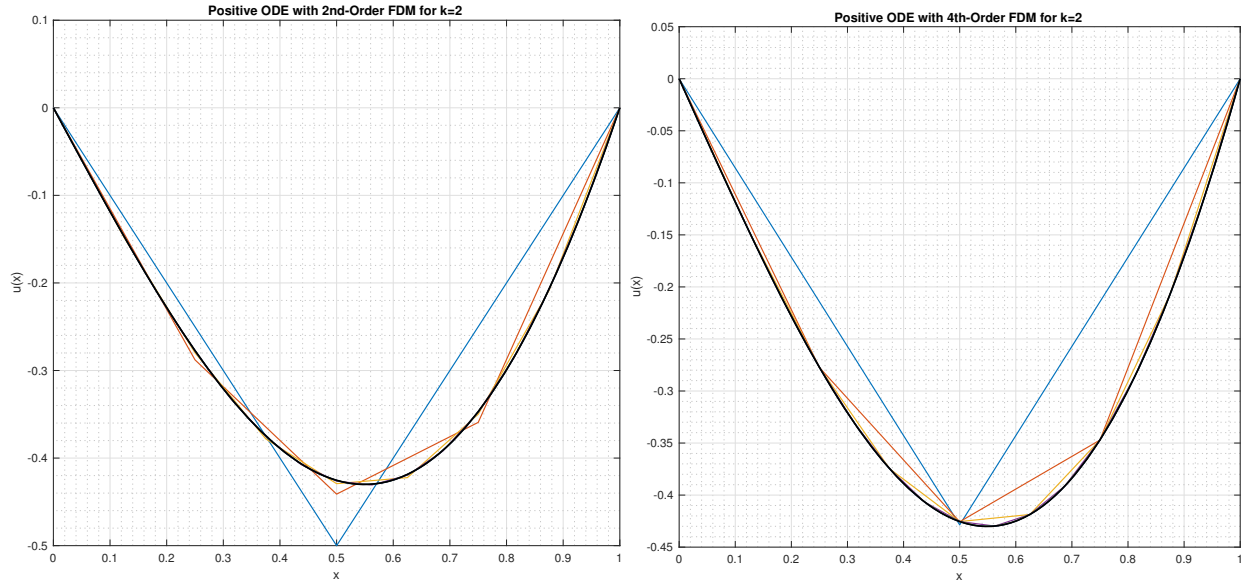 Positive ODE with 2nd-Order FDM for k=2
0.1
0
-0.1
-0.2
-0.3
-0.4
-0.5
u(x)
0 0.1 0.2 0.3 0.4 0.5 0.6 0.7 0.8 0.9 1
x
Positive ODE with 4th-Order FDM for k=2
0.05
0
-0.05
-0.1
-0.15
-0.2
-0.25
-0.3
-0.35
-0.4
-0.45
u(x)
0 0.1 0.2 0.3 0.4 0.5 0.6 0.7 0.8 0.9 1
x